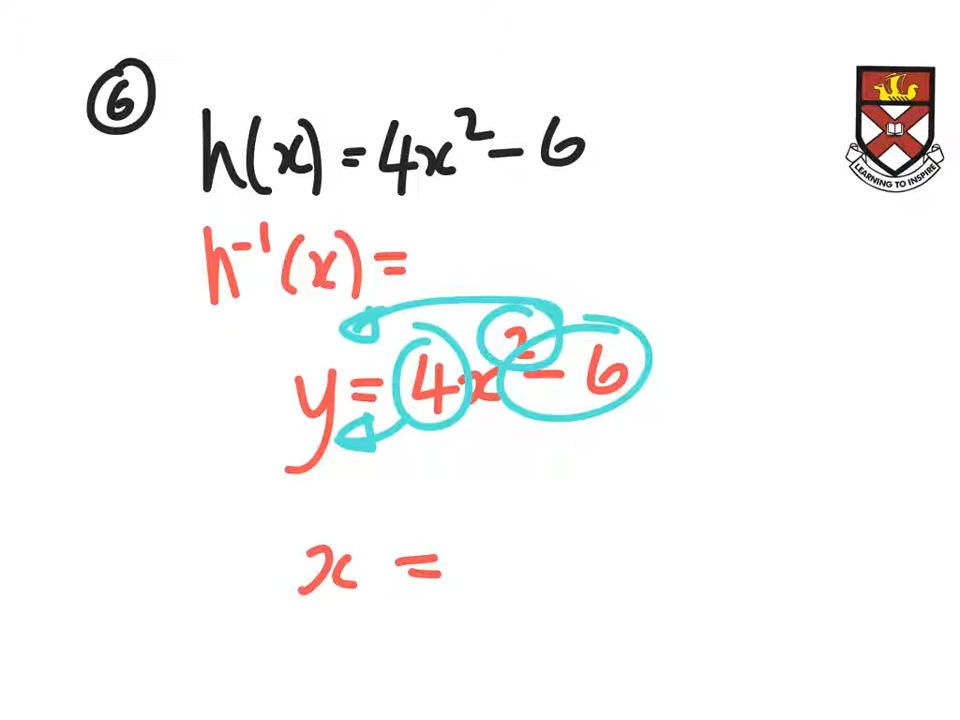 6
h(x) = 4x² - 6
h⁻¹(x) =
y = 4x² - 6
x =
LEARNING TO INSPIRE